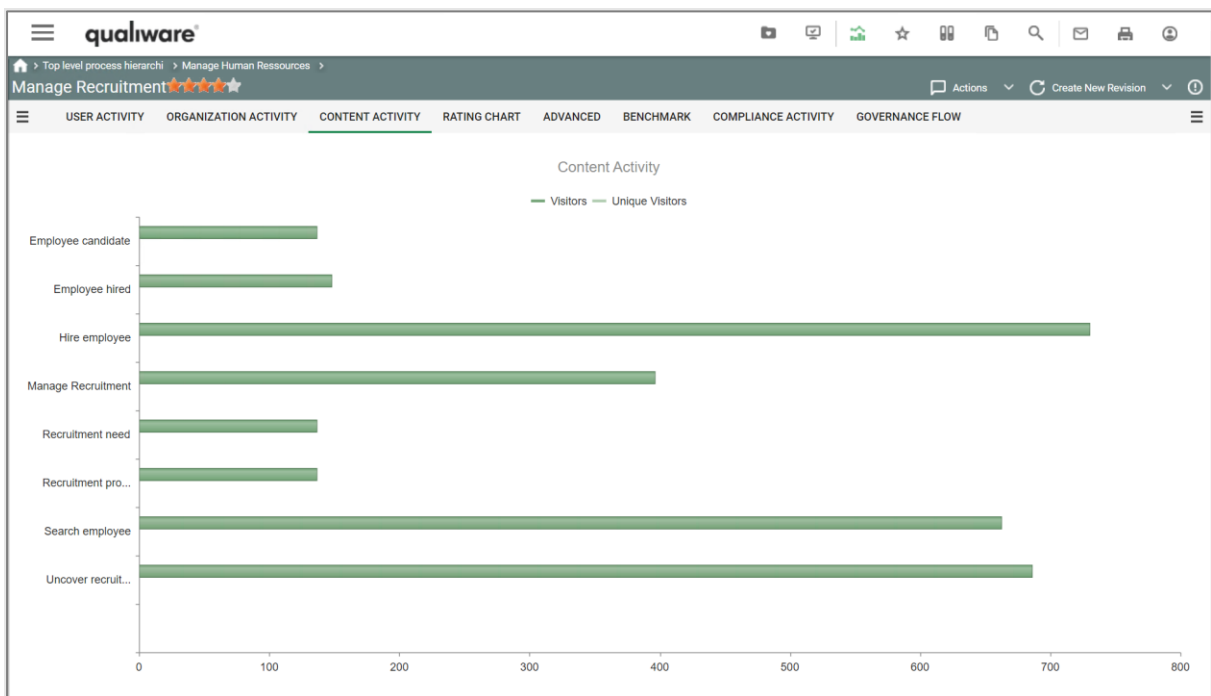 qualiware
> Top level process hierarchi > Manage Human Ressources >
Manage Recruitment
Actions
Create New Revision
USER ACTIVITY ORGANIZATION ACTIVITY CONTENT ACTIVITY RATING CHART ADVANCED BENCHMARK COMPLIANCE ACTIVITY GOVERNANCE FLOW
Content Activity
Visitors Unique Visitors
Employee candidate
Employee hired
Hire employee
Manage Recruitment
Recruitment need
Recruitment pro...
Search employee
Uncover recruit...
0 100 200 300 400 500 600 700 800